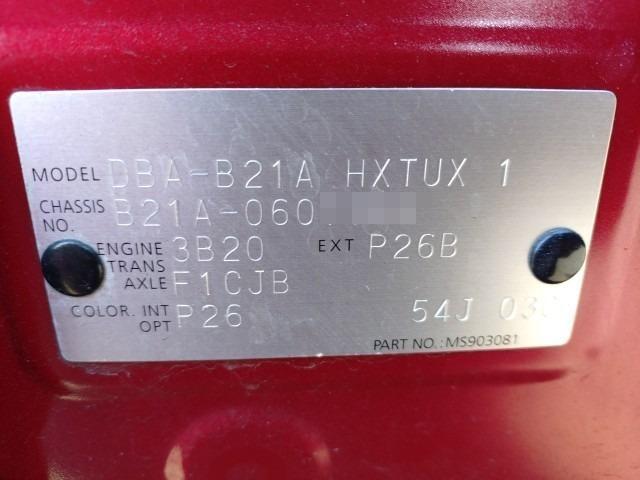 MODEL DBA-B21A HXTUX 1
CHASSIS NO. B21A-060
ENGINE 3B20 EXT P26B
TRANS AXLE F1CJB
COLOR. INT OPT P26 54J 03
PART NO.:MS903081